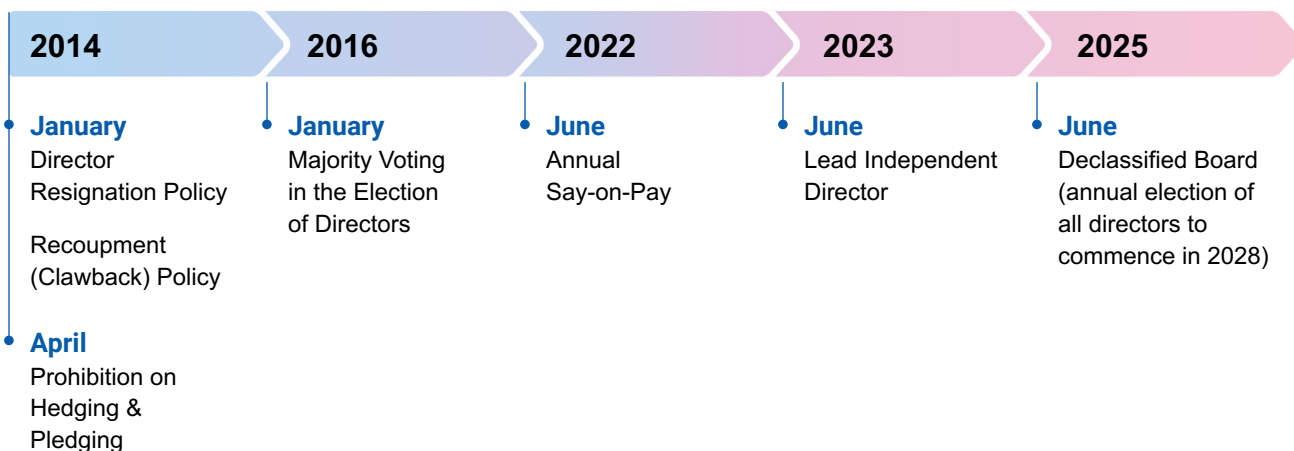 2014
2016
2022
2023
2025
January
Director
Resignation Policy
Recoupment
(Clawback) Policy
April
Prohibition on
Hedging &
Pledging
January
Majority Voting
in the Election
of Directors
June
Annual
Say-on-Pay
June
Lead Independent
Director
June
Declassified Board
(annual election of
all directors to
commence in 2028)